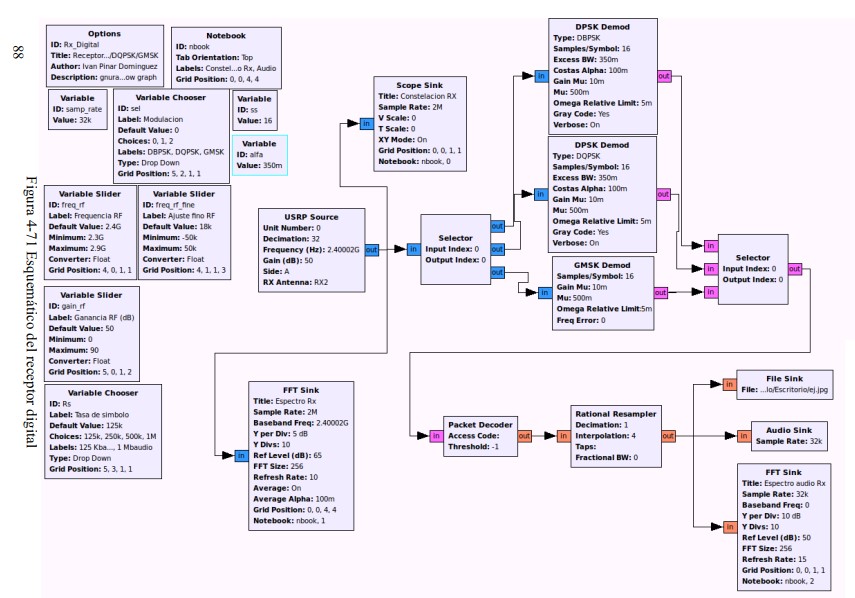 88
Figura 4-71 Esquemático del receptor digital
Options
ID: Rx_Digital
Title: Receptor.../DQPSK/GMSK
Author: Ivan Pinar Dominguez
Description: gnura...ow graph
Notebook
ID: nbook
Tab Orientation: Top
Labels: Constel...o Rx, Audio
Grid Position: 0, 0, 4, 4
Variable
ID: samp_rate
Value: 32k
Variable Chooser
ID: sel
Label: Modulacion
Default Value: 0
Choices: 0, 1, 2
Labels: DBPSK, DQPSK, GMSK
Type: Drop Down
Grid Position: 5, 2, 1, 1
Variable
ID: ss
Value: 16
Variable
ID: alfa
Value: 350m
Variable Slider
ID: freq_rf
Label: Frequencia RF
Default Value: 2.4G
Minimum: 2.3G
Maximum: 2.9G
Converter: Float
Grid Position: 4, 0, 1, 1
Variable Slider
ID: freq_rf_fine
Label: Ajuste fino RF
Default Value: 18k
Minimum: -50k
Maximum: 50k
Converter: Float
Grid Position: 4, 1, 1, 3
Variable Slider
ID: gain_rf
Label: Ganancia RF (dB)
Default Value: 50
Minimum: 0
Maximum: 90
Converter: Float
Grid Position: 5, 0, 1, 2
Variable Chooser
ID: Rs
Label: Tasa de simbolo
Default Value: 125k
Choices: 125k, 250k, 500k, 1M
Labels: 125 Kba..., 1 Mbaudio
Type: Drop Down
Grid Position: 5, 3, 1, 1
USRP Source
Unit Number: 0
Decimation: 32
Frequency (Hz): 2.40002G
Gain (dB): 50
Side: A
RX Antenna: RX2
out
in
Scope Sink
Title: Constelacion RX
Sample Rate: 2M
V Scale: 0
T Scale: 0
XY Mode: On
Grid Position: 0, 0, 1, 1
Notebook: nbook, 0
in
Selector
Input Index: 0
Output Index: 0
out
out
out
in
DPSK Demod
Type: DBPSK
Samples/Symbol: 16
Excess BW: 350m
Costas Alpha: 100m
Gain Mu: 10m
Mu: 500m
Omega Relative Limit: 5m
Gray Code: Yes
Verbose: On
out
in
DPSK Demod
Type: DQPSK
Samples/Symbol: 16
Excess BW: 350m
Costas Alpha: 100m
Gain Mu: 10m
Mu: 500m
Omega Relative Limit: 5m
Gray Code: Yes
Verbose: On
out
in
GMSK Demod
Samples/Symbol: 16
Gain Mu: 10m
Mu: 500m
Omega Relative Limit:5m
Freq Error: 0
out
in
in
in
Selector
Input Index: 0
Output Index: 0
out
in
FFT Sink
Title: Espectro Rx
Sample Rate: 2M
Baseband Freq: 2.40002G
Y per Div: 5 dB
Y Divs: 10
Ref Level (dB): 65
FFT Size: 256
Refresh Rate: 10
Average: On
Average Alpha: 100m
Grid Position: 0, 0, 4, 4
Notebook: nbook, 1
in
Packet Decoder
Access Code:
Threshold: -1
out
in
Rational Resampler
Decimation: 1
Interpolation: 4
Taps:
Fractional BW: 0
out
in
File Sink
File: ...lo/Escritorio/ej.jpg
in
Audio Sink
Sample Rate: 32k
in
FFT Sink
Title: Espectro audio Rx
Sample Rate: 32k
Baseband Freq: 0
Y per Div: 10 dB
Y Divs: 10
Ref Level (dB): 50
FFT Size: 256
Refresh Rate: 15
Grid Position: 0, 0, 1, 1
Notebook: nbook, 2